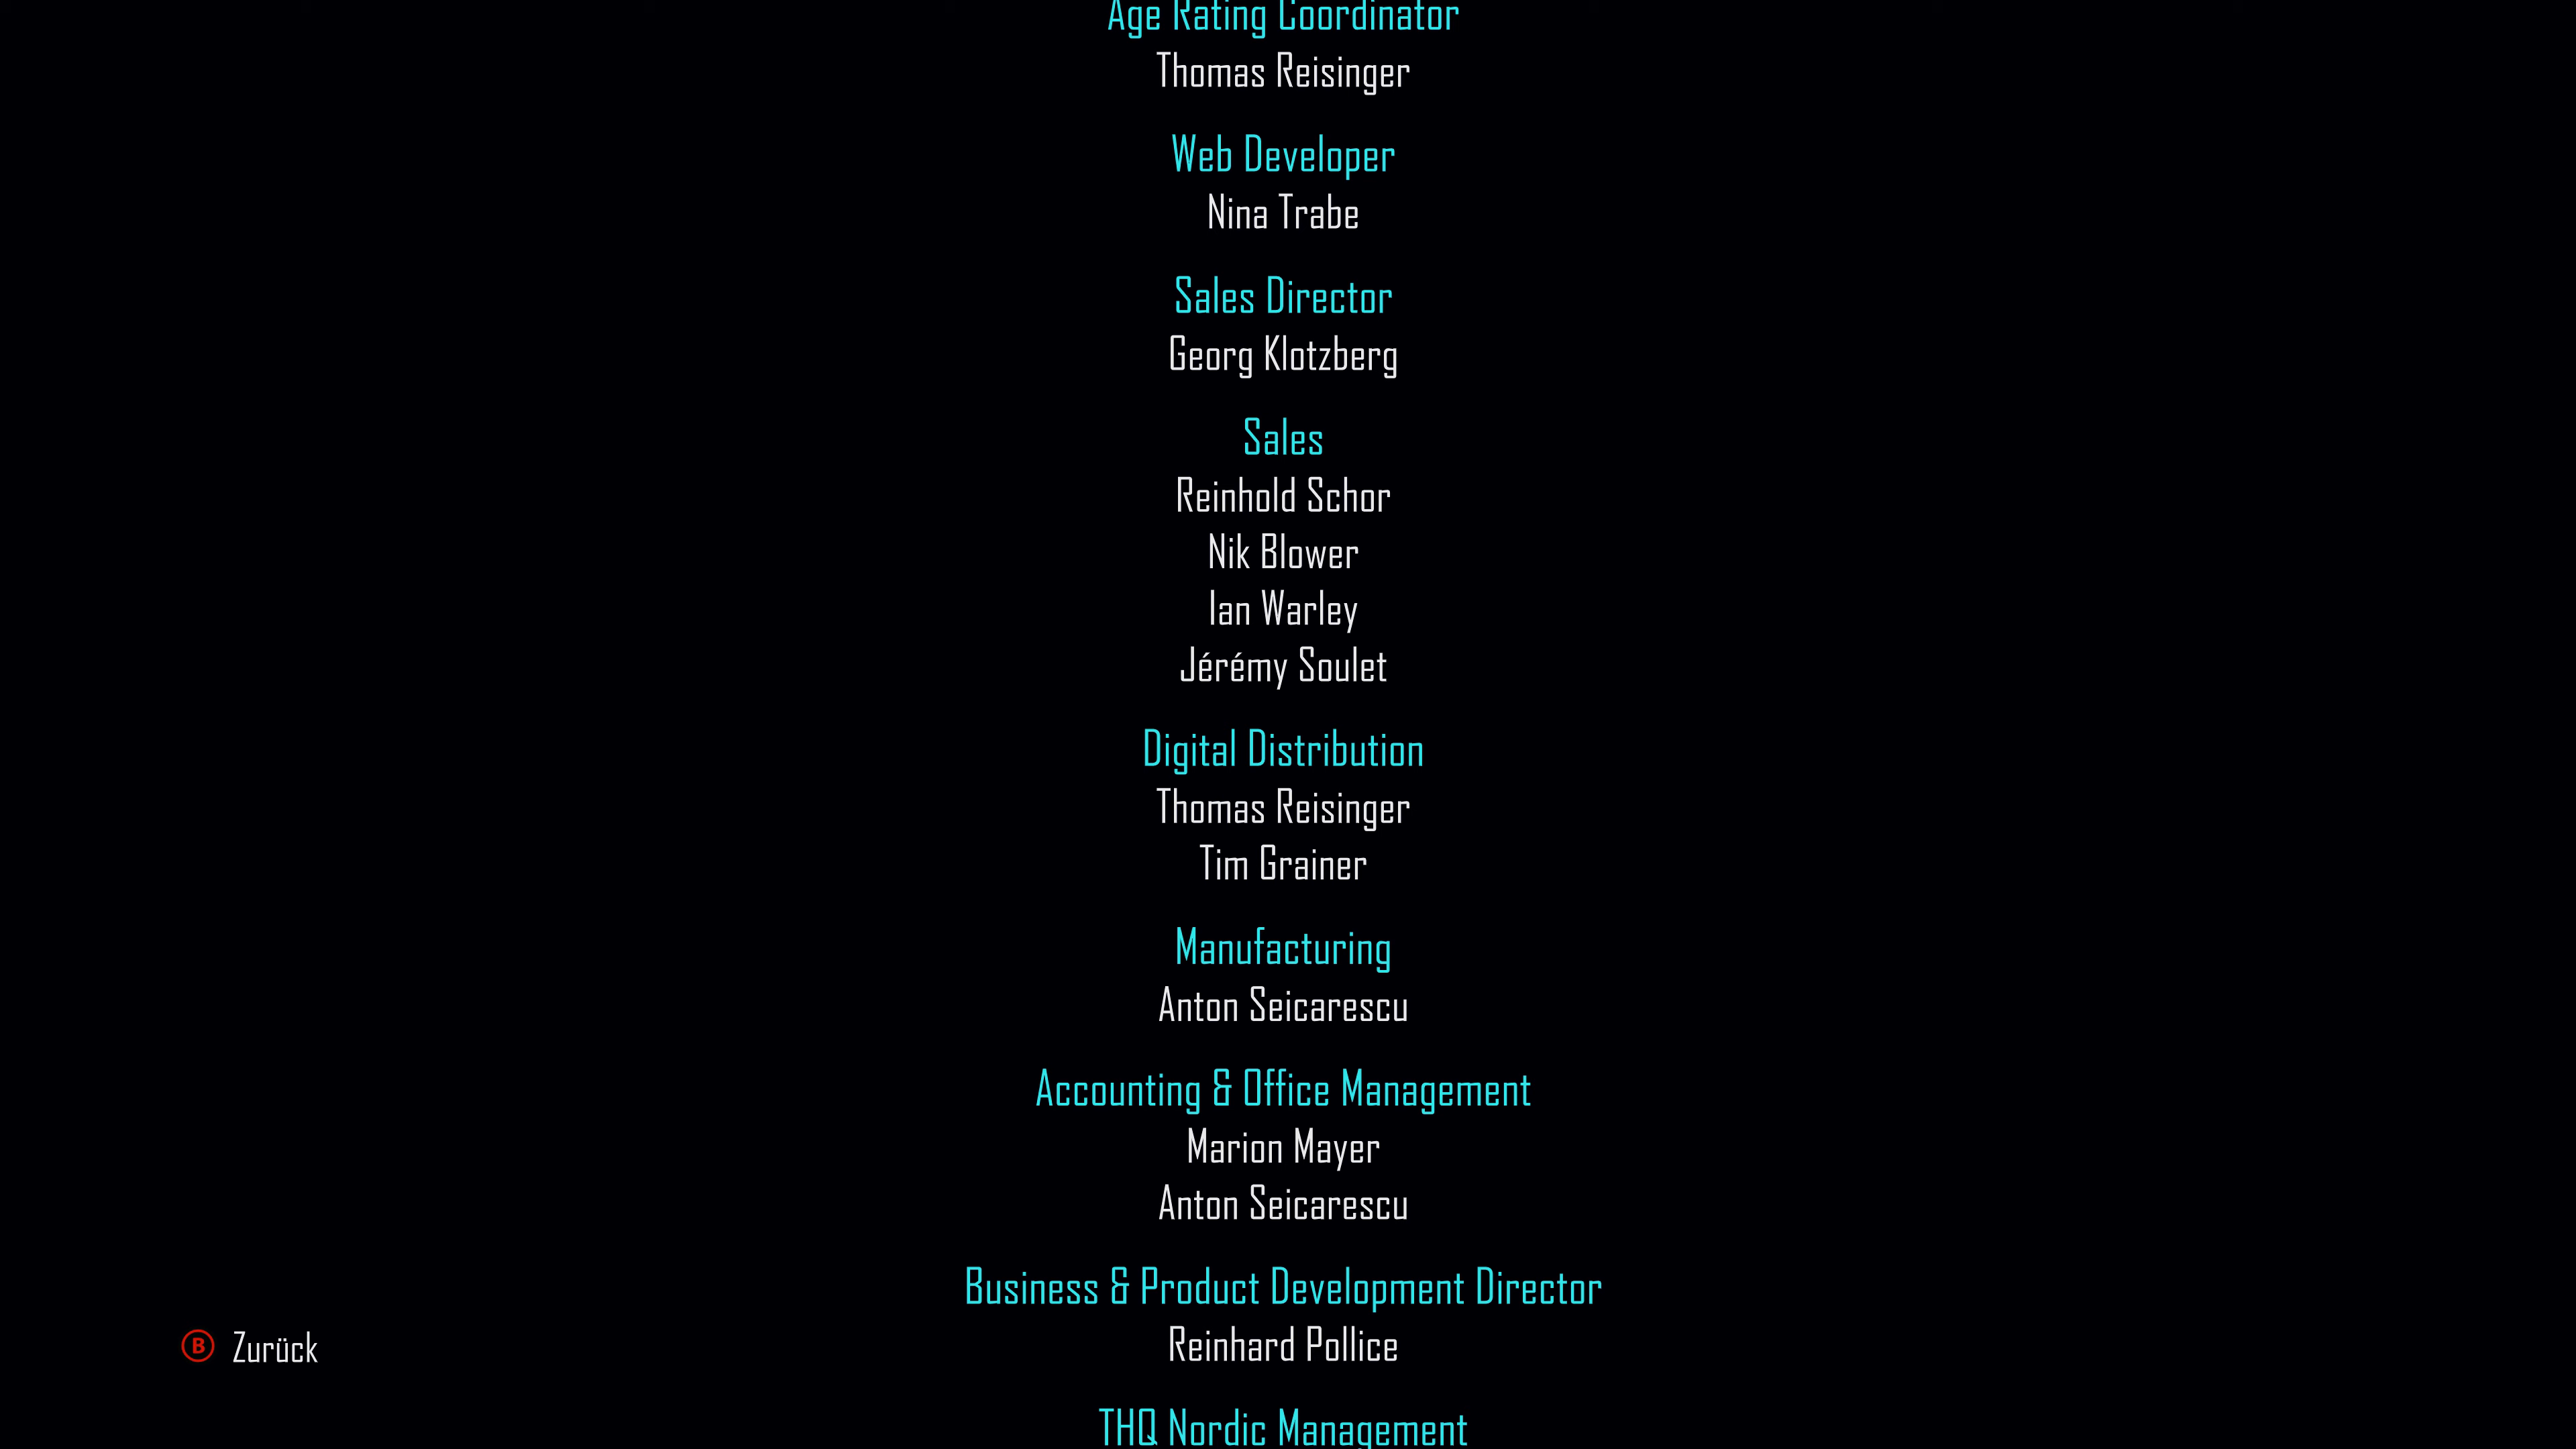 Age Rating Coordinator
Thomas Reisinger
Web Developer
Nina Trabe
Sales Director
Georg Klotzberg
Sales
Reinhold Schor
Nik Blower
Ian Warley
Jérémy Soulet
Digital Distribution
Thomas Reisinger
Tim Grainer
Manufacturing
Anton Seicarescu
Accounting & Office Management
Marion Mayer
Anton Seicarescu
Business & Product Development Director
Reinhard Pollice
B Zurück
THQ Nordic Management